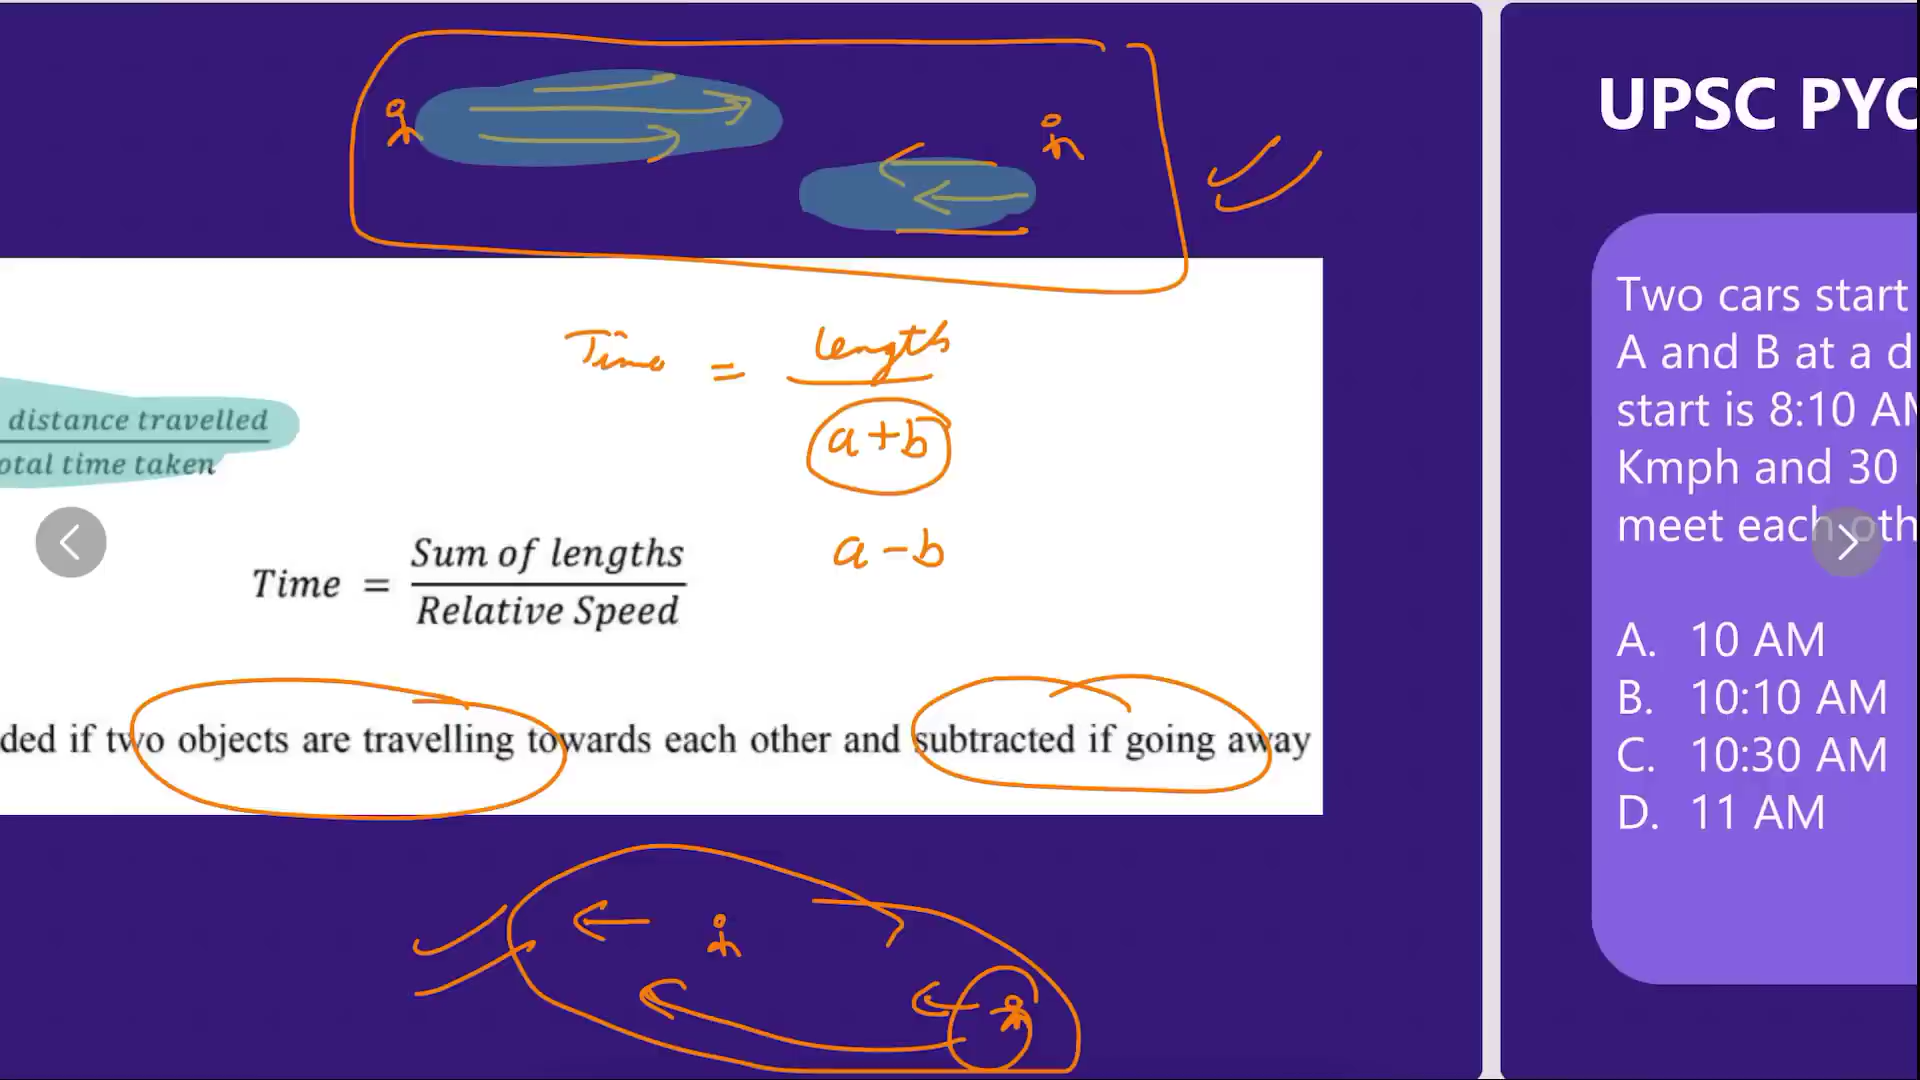 Time = length
a+b
a-b
distance travelled
otal time taken
Time = Sum of lengths
Relative Speed
ded if two objects are travelling towards each other and subtracted if going away
UPSC PYQ
Two cars start
A and B at a d
start is 8:10 AM
Kmph and 30
meet each oth
A. 10 AM
B. 10:10 AM
C. 10:30 AM
D. 11 AM